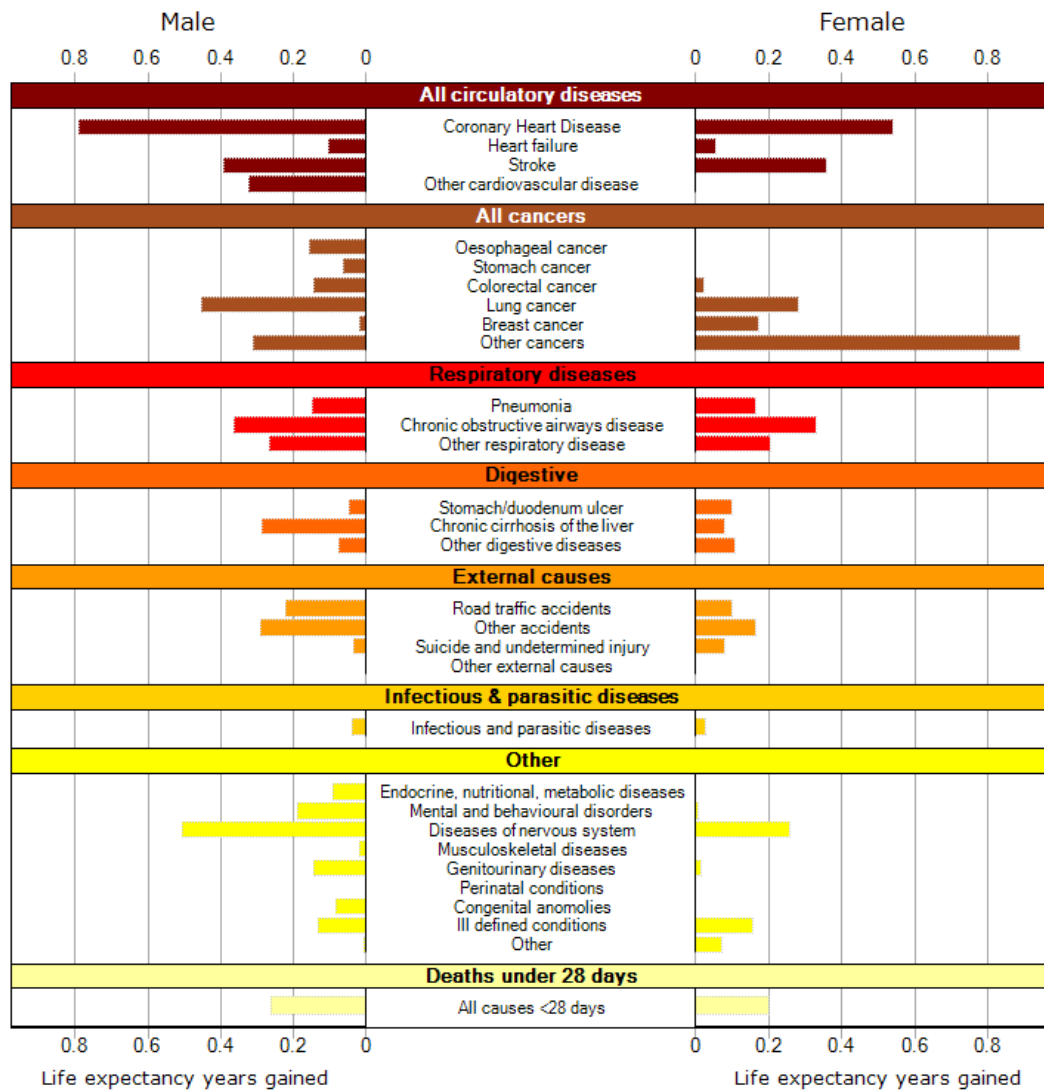 Male Female
0.8 0.6 0.4 0.2 0 0 0.2 0.4 0.6 0.8
All circulatory diseases
Coronary Heart Disease
Heart failure
Stroke
Other cardiovascular disease
All cancers
Oesophageal cancer
Stomach cancer
Colorectal cancer
Lung cancer
Breast cancer
Other cancers
Respiratory diseases
Pneumonia
Chronic obstructive airways disease
Other respiratory disease
Digestive
Stomach/duodenum ulcer
Chronic cirrhosis of the liver
Other digestive diseases
External causes
Road traffic accidents
Other accidents
Suicide and undetermined injury
Other external causes
Infectious & parasitic diseases
Infectious and parasitic diseases
Other
Endocrine, nutritional, metabolic diseases
Mental and behavioural disorders
Diseases of nervous system
Musculoskeletal diseases
Genitourinary diseases
Perinatal conditions
Congenital anomolies
Ill defined conditions
Other
Deaths under 28 days
All causes <28 days
0.8 0.6 0.4 0.2 0 0 0.2 0.4 0.6 0.8
Life expectancy years gained Life expectancy years gained